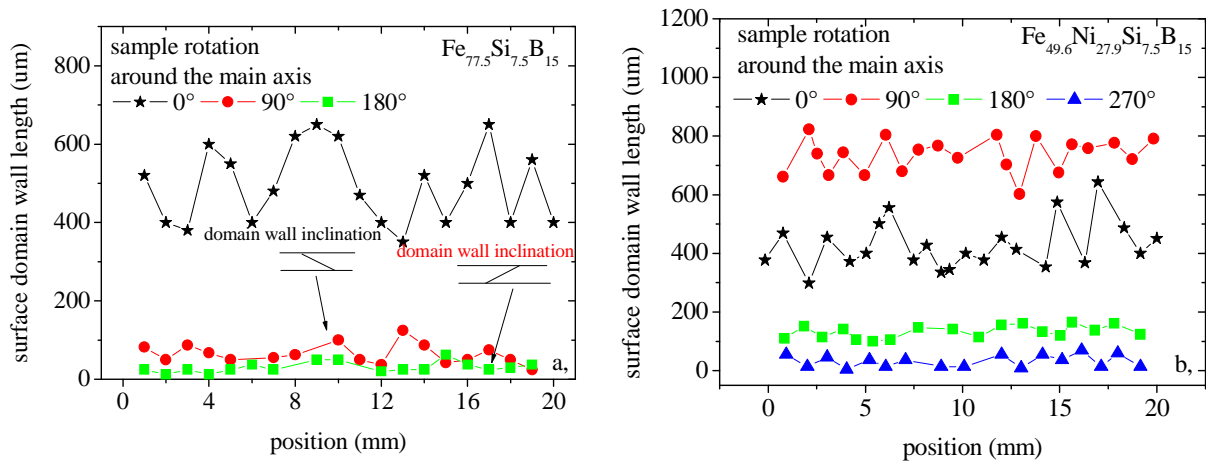 sample rotation
around the main axis
Fe77.5Si7.5B15
0° 90° 180°
800
600
400
200
0
surface domain wall length (um)
domain wall inclination
domain wall inclination
a,
0 4 8 12 16 20
position (mm)
sample rotation
around the main axis
Fe49.6Ni27.9Si7.5B15
0° 90° 180° 270°
1200
1000
800
600
400
200
0
surface domain wall length (um)
b,
0 5 10 15 20
position (mm)